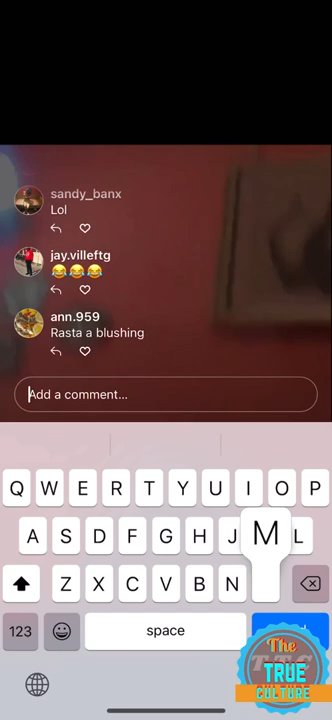 sandy_banx
Lol
jay.villeftg
😂😂😂
ann.959
Rasta a blushing
Add a comment...
Q W E R T Y U I O P
A S D F G H J L
M
Z X C V B N
123 space
The
TRUE
CULTURE